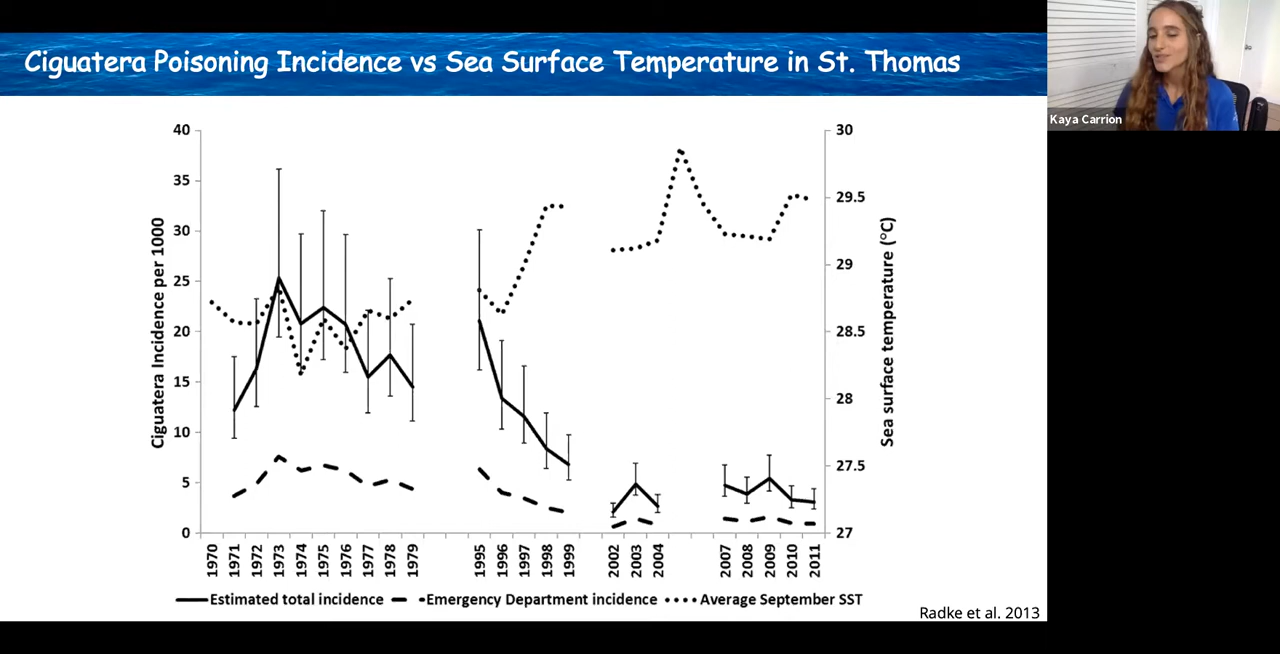 Ciguatera Poisoning Incidence vs Sea Surface Temperature in St. Thomas
Kaya Carrion
40
35
30
25
20
15
10
5
0
Ciguatera Incidence per 1000
30
29.5
29
28.5
28
27.5
27
Sea surface temperature (°C)
1970 1971 1972 1973 1974 1975 1976 1977 1978 1979 1995 1996 1997 1998 1999 2002 2003 2004 2007 2008 2009 2010 2011
Estimated total incidence Emergency Department incidence Average September SST
Radke et al. 2013